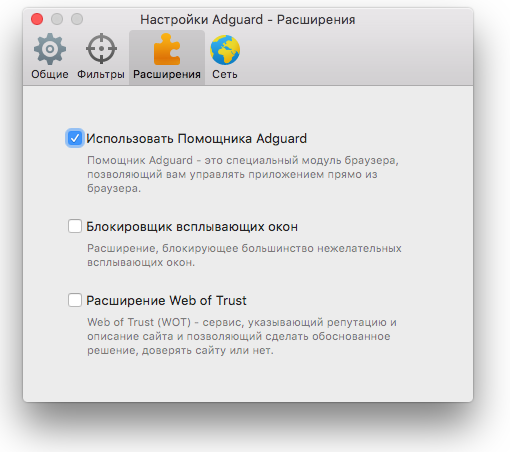 Настройки Adguard - Расширения
Общие Фильтры Расширения Сеть
Использовать Помощника Adguard
Помощник Adguard - это специальный модуль браузера,
позволяющий вам управлять приложением прямо из
браузера.
Блокировщик всплывающих окон
Расширение, блокирующее большинство нежелательных
всплывающих окон.
Расширение Web of Trust
Web of Trust (WOT) - сервис, указывающий репутацию и
описание сайта и позволяющий сделать обоснованное
решение, доверять сайту или нет.